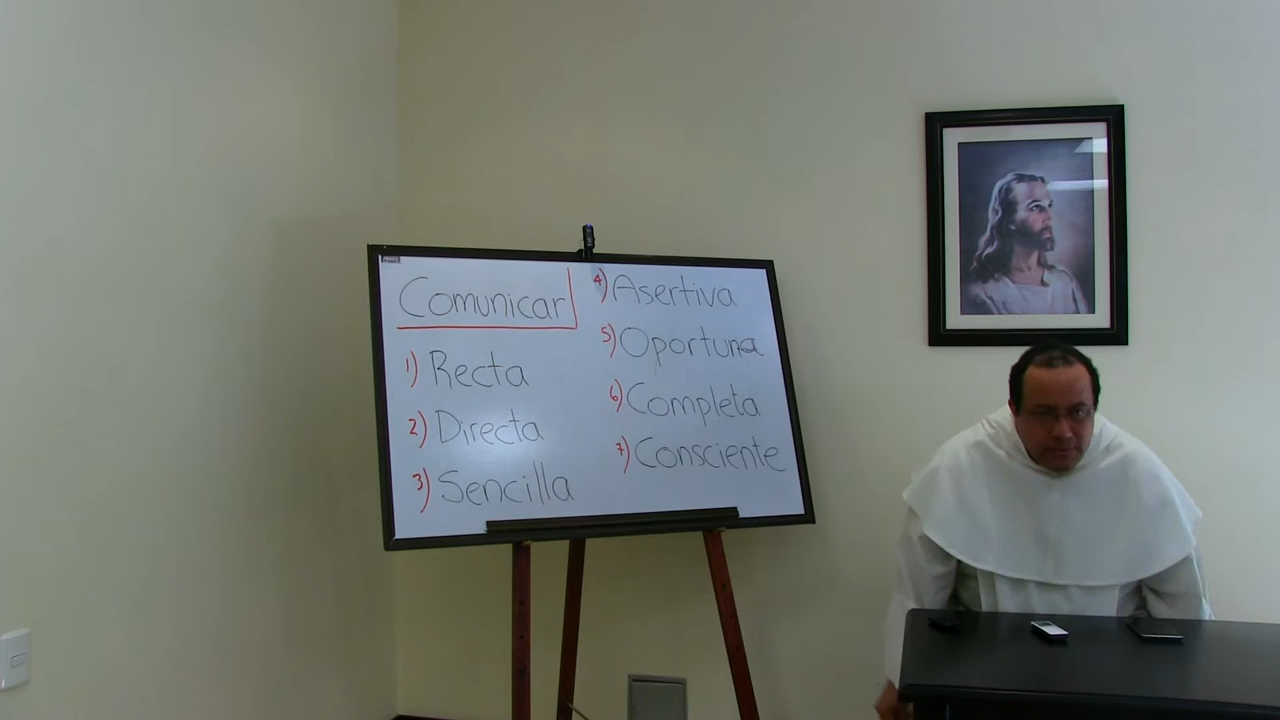 Comunicar
1) Recta
2) Directa
3) Sencilla
4) Asertiva
5) Oportuna
6) Completa
7) Consciente